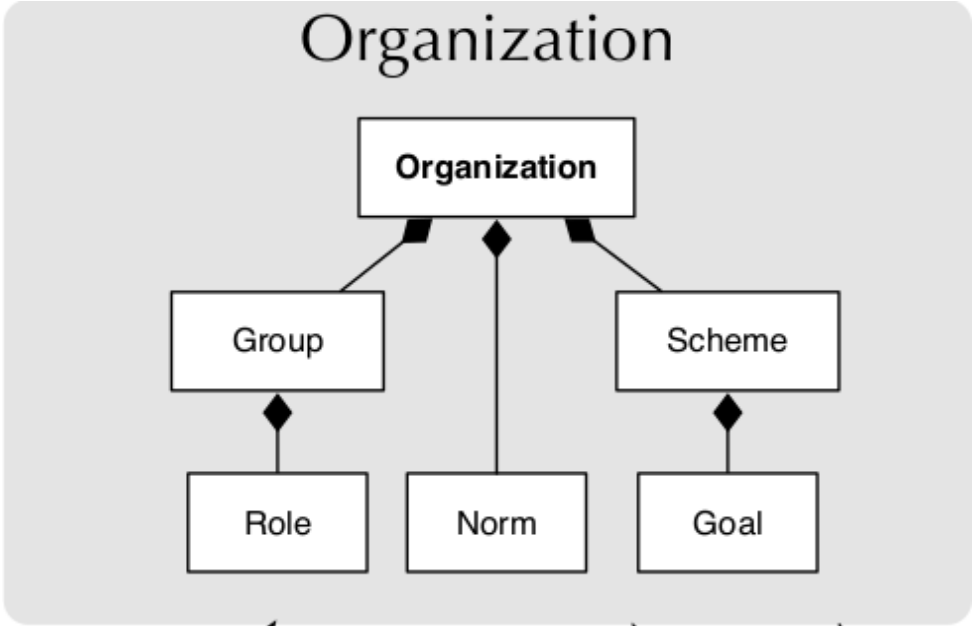 Organization
Organization
Group
Scheme
Role
Norm
Goal